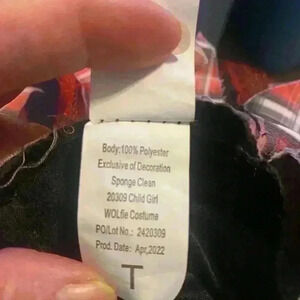 Body:100% Polyester
Exclusive of Decoration
Sponge Clean
20309 Child Girl
WOLfie Costume
PO/Lot No.: 2420309
Prod. Date: Apr,2022
T